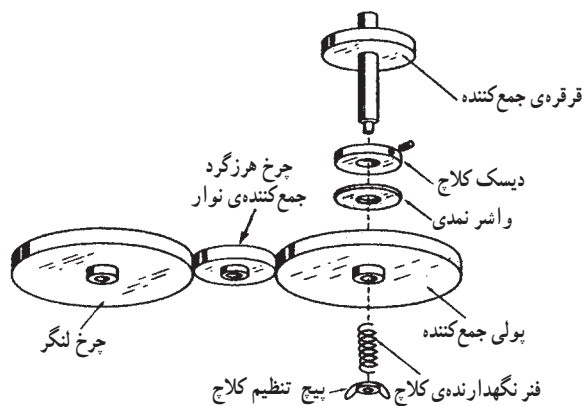 قرقره‌ی جمع‌کننده
دیسک کلاچ
واشر نمدی
چرخ هرزگرد
جمع‌کننده‌ی نوار
پولی جمع‌کننده
چرخ لنگر
فنر نگهدارنده‌ی کلاچ
پیچ تنظیم کلاچ